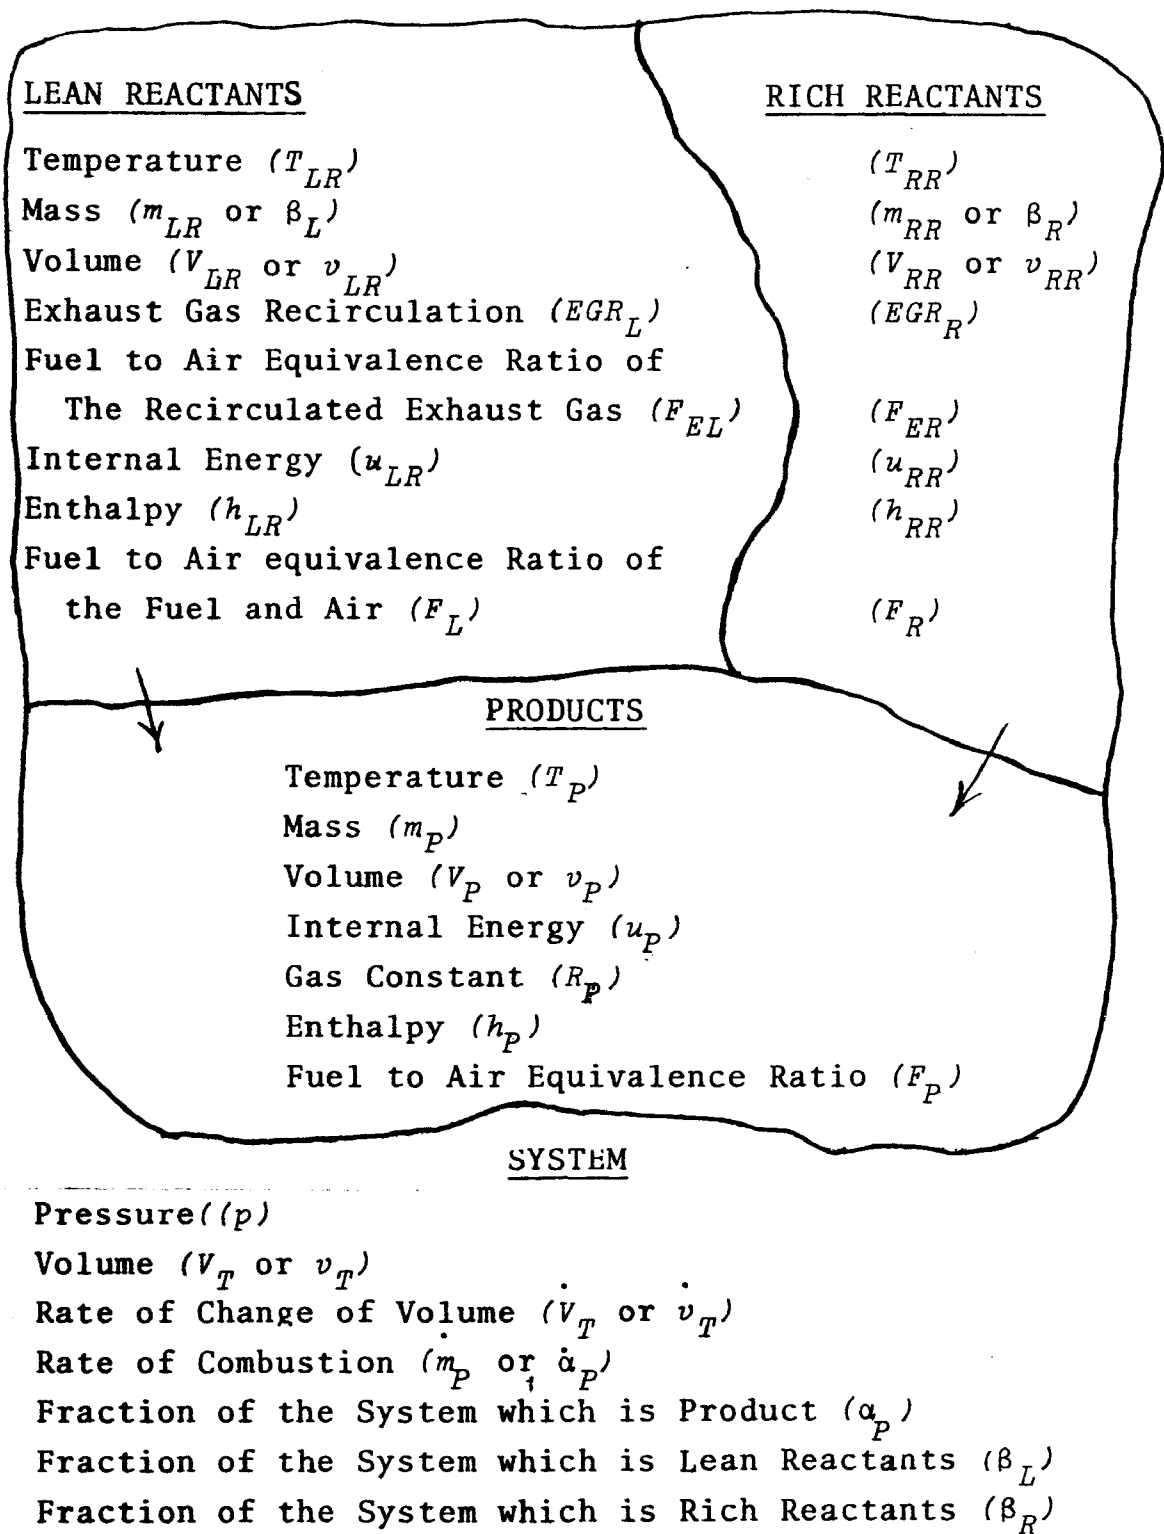 LEAN REACTANTS RICH REACTANTS
Temperature (T_LR) (T_RR)
Mass (m_LR or β_L) (m_RR or β_R)
Volume (V_LR or v_LR) (V_RR or v_RR)
Exhaust Gas Recirculation (EGR_L) (EGR_R)
Fuel to Air Equivalence Ratio of
The Recirculated Exhaust Gas (F_EL) (F_ER)
Internal Energy (u_LR) (u_RR)
Enthalpy (h_LR) (h_RR)
Fuel to Air equivalence Ratio of
the Fuel and Air (F_L) (F_R)
PRODUCTS
Temperature (T_P)
Mass (m_P)
Volume (V_P or v_P)
Internal Energy (u_P)
Gas Constant (R_P)
Enthalpy (h_P)
Fuel to Air Equivalence Ratio (F_P)
SYSTEM
Pressure((p)
Volume (V_T or v_T)
Rate of Change of Volume (V̇_T or v̇_T)
Rate of Combustion (ṁ_P or α̇_P)
Fraction of the System which is Product (α_P)
Fraction of the System which is Lean Reactants (β_L)
Fraction of the System which is Rich Reactants (β_R)